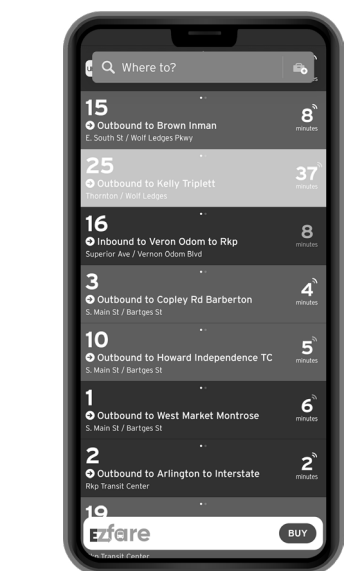 Where to?
15
Outbound to Brown Inman
E. South St / Wolf Ledges Pkwy
8
minutes
25
Outbound to Kelly Triplett
Thornton / Wolf Ledges
37
minutes
16
Inbound to Veron Odom to Rkp
Superior Ave / Vernon Odom Blvd
8
minutes
3
Outbound to Copley Rd Barberton
S. Main St / Bartges St
4
minutes
10
Outbound to Howard Independence TC
S. Main St / Bartges St
5
minutes
1
Outbound to West Market Montrose
S. Main St / Bartges St
6
minutes
2
Outbound to Arlington to Interstate
Rkp Transit Center
2
minutes
19
EZfare
BUY
Rkp Transit Center